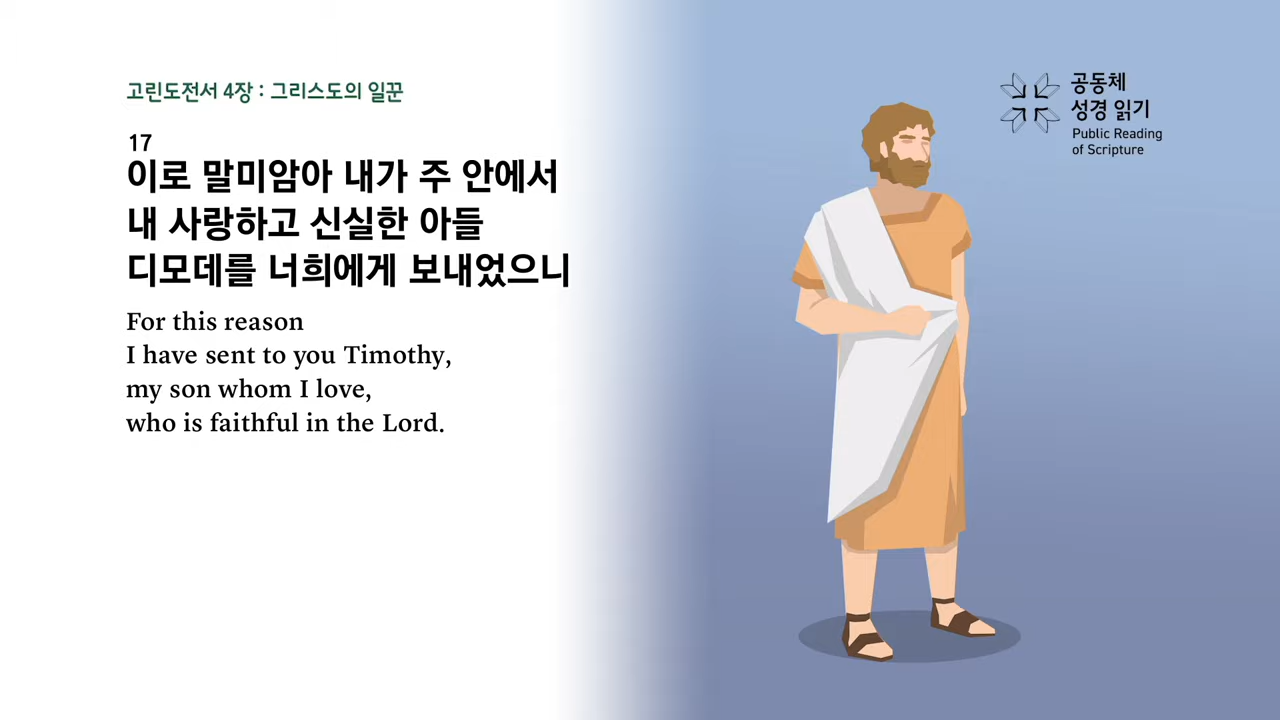 고린도전서 4장 : 그리스도의 일꾼
17
이로 말미암아 내가 주 안에서
내 사랑하고 신실한 아들
디모데를 너희에게 보내었으니
For this reason
I have sent to you Timothy,
my son whom I love,
who is faithful in the Lord.
공동체
성경 읽기
Public Reading
of Scripture